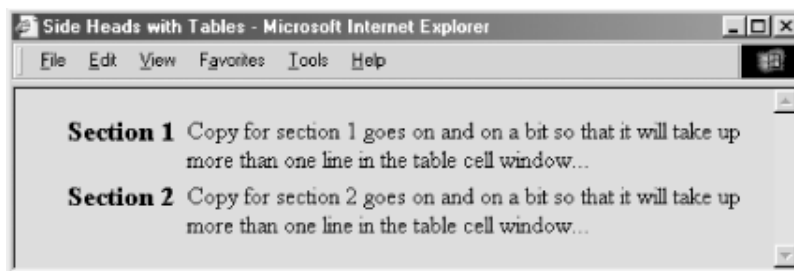 Side Heads with Tables - Microsoft Internet Explorer
File Edit View Favorites Tools Help
Section 1 Copy for section 1 goes on and on a bit so that it will take up
more than one line in the table cell window...
Section 2 Copy for section 2 goes on and on a bit so that it will take up
more than one line in the table cell window...